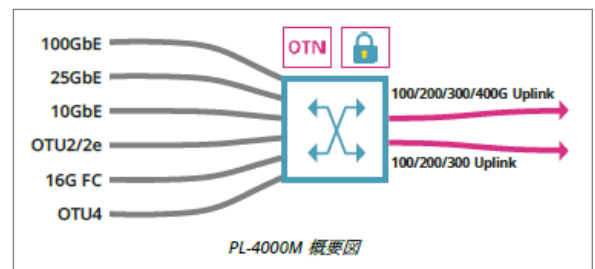 100GbE
25GbE
10GbE
OTU2/2e
16G FC
OTU4
OTN
100/200/300/400G Uplink
100/200/300 Uplink
PL-4000M 概要図